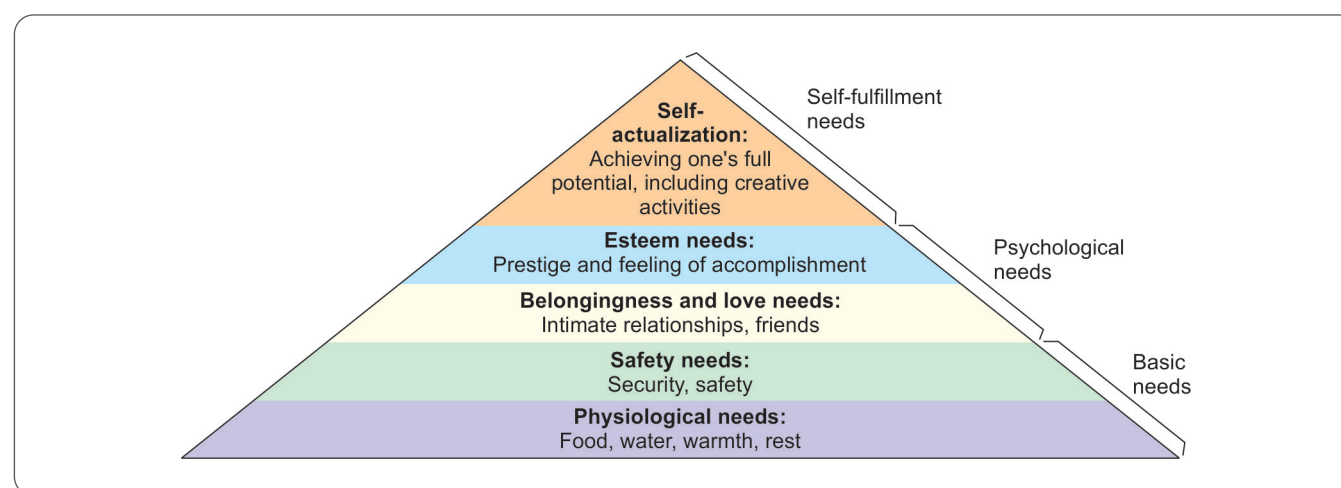 Self-
actualization:
Achieving one's full
potential, including creative
activities
Esteem needs:
Prestige and feeling of accomplishment
Belongingness and love needs:
Intimate relationships, friends
Safety needs:
Security, safety
Physiological needs:
Food, water, warmth, rest
Self-fulfillment
needs
Psychological
needs
Basic
needs